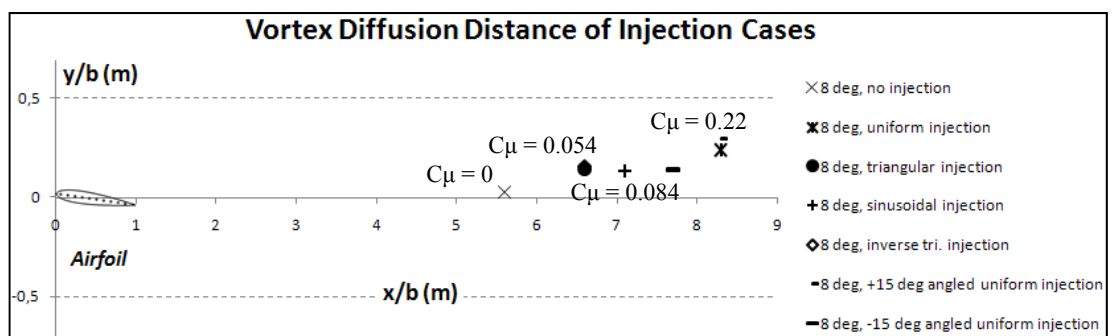 Vortex Diffusion Distance of Injection Cases
y/b (m)
0,5
Cμ = 0.22
Cμ = 0.054
Cμ = 0
Cμ = 0.084
0
0 1 2 3 4 5 6 7 8 9
Airfoil
x/b (m)
-0,5
8 deg, no injection
8 deg, uniform injection
8 deg, triangular injection
8 deg, sinusoidal injection
8 deg, inverse tri. injection
8 deg, +15 deg angled uniform injection
8 deg, -15 deg angled uniform injection